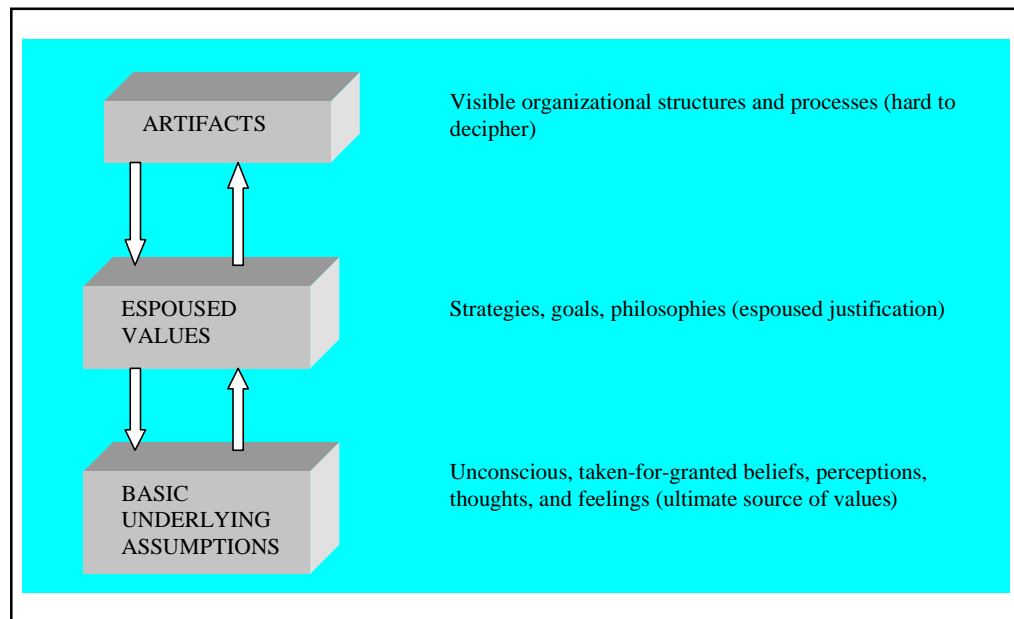 ARTIFACTS
Visible organizational structures and processes (hard to
decipher)
ESPOUSED
VALUES
Strategies, goals, philosophies (espoused justification)
BASIC
UNDERLYING
ASSUMPTIONS
Unconscious, taken-for-granted beliefs, perceptions,
thoughts, and feelings (ultimate source of values)